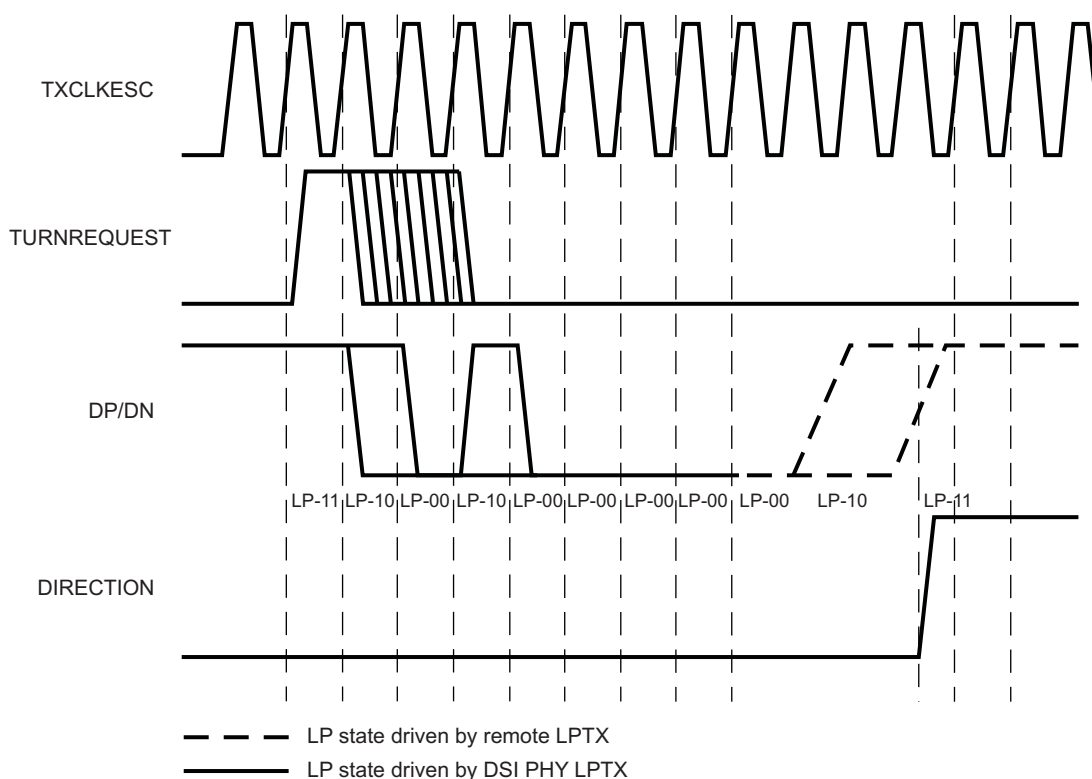 TXCLKESC
TURNREQUEST
DP/DN
LP-11 LP-10 LP-00 LP-10 LP-00 LP-00 LP-00 LP-00 LP-00 LP-10 LP-11
DIRECTION
LP state driven by remote LPTX
LP state driven by DSI PHY LPTX